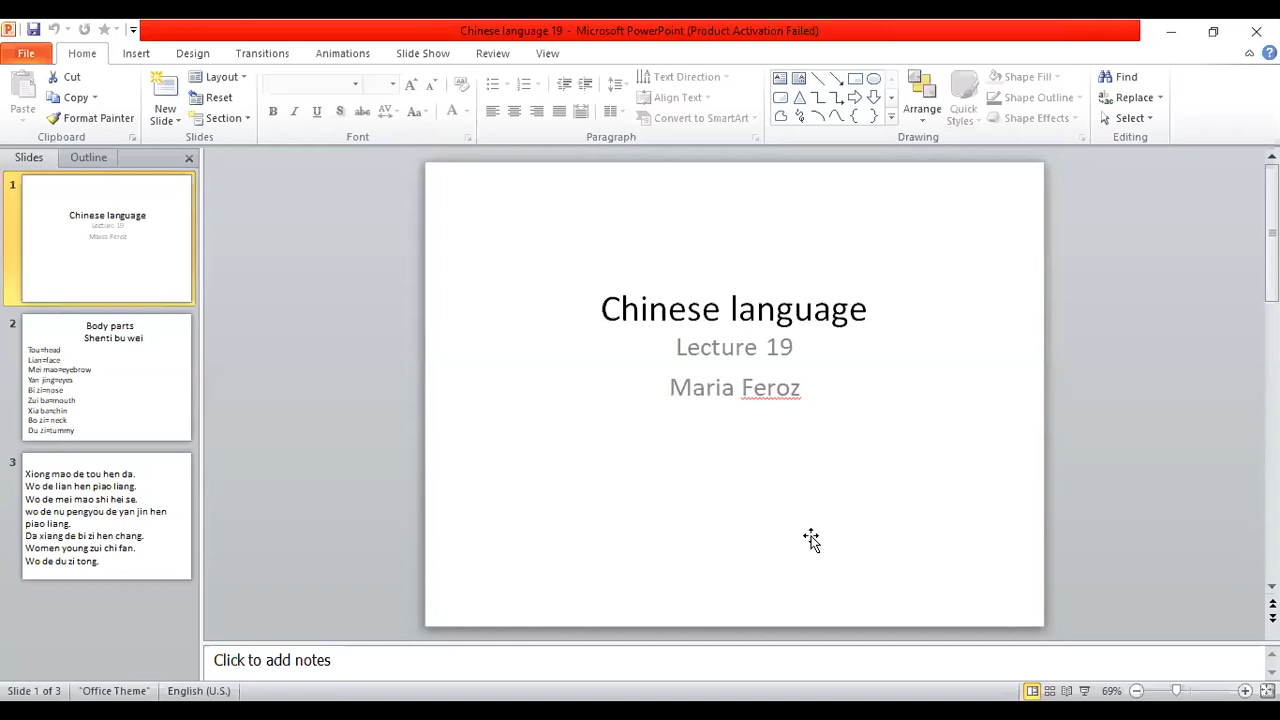 Chinese language 19 - Microsoft PowerPoint (Product Activation Failed)
File Home Insert Design Transitions Animations Slide Show Review View
Paste
Cut
Copy
Format Painter
Clipboard
New Slide
Layout
Reset
Section
Slides
Font
Paragraph
Text Direction
Align Text
Convert to SmartArt
Arrange
Quick Styles
Shape Fill
Shape Outline
Shape Effects
Drawing
Find
Replace
Select
Editing
Slides Outline
1
Chinese language
Lecture 19
Maria Feroz
2
Body parts
Shenti bu wei
Tou=head
Lian=face
Mei mao=eyebrow
Yan jing=eyes
Bi zi=nose
Zui ba=mouth
Xia ba=chin
Bo zi= neck
Du zi=tummy
3
Xiong mao de tou hen da.
Wo de lian hen piao liang.
Wo de mei mao shi hei se.
wo de nu pengyou de yan jin hen
piao liang.
Da xiang de bi zi hen chang.
Women young zui chi fan.
Wo de du zi tong.
Chinese language
Lecture 19
Maria Feroz
Click to add notes
Slide 1 of 3 "Office Theme" English (U.S.) 69%